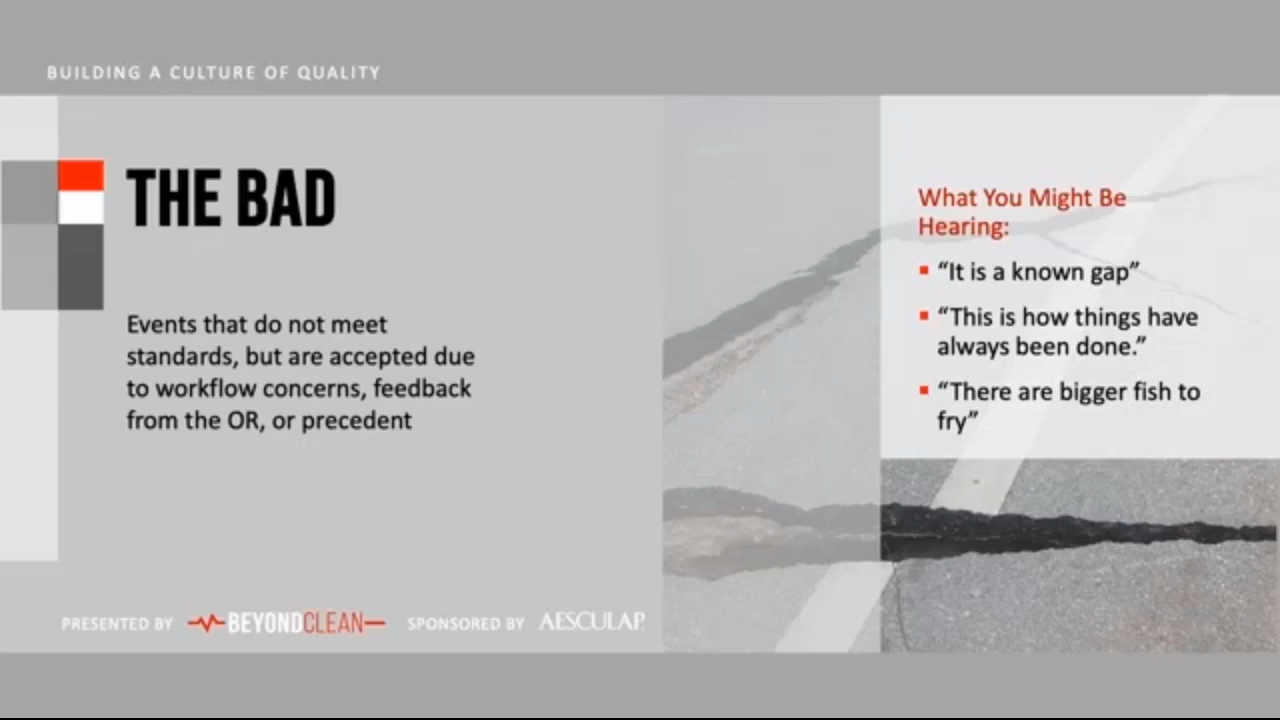 BUILDING A CULTURE OF QUALITY
THE BAD
Events that do not meet
standards, but are accepted due
to workflow concerns, feedback
from the OR, or precedent
What You Might Be
Hearing:
“It is a known gap”
“This is how things have
always been done.”
“There are bigger fish to
fry”
PRESENTED BY BEYONDCLEAN SPONSORED BY AESCULAP